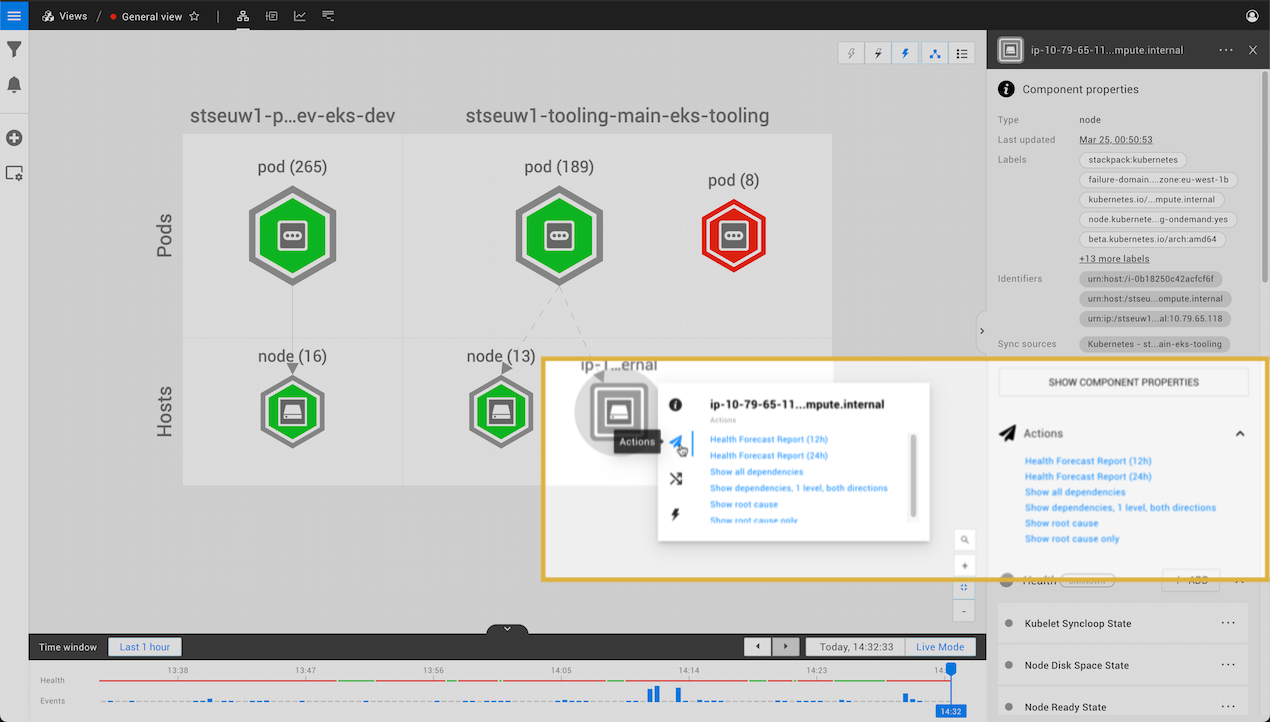 Views / General view
ip-10-79-65-11...mpute.internal
Component properties
Type node
Last updated Mar 25, 00:50:53
Labels stackpack:kubernetes
failure-domain....zone:eu-west-1b
kubernetes.io/...mpute.internal
node.kubernete...g-ondemand:yes
beta.kubernetes.io/arch:amd64
+13 more labels
Identifiers urn:host:/i-0b18250c42acfcf6f
urn:host:/stseu...ompute.internal
urn:ip:/stseuw1...al:10.79.65.118
Sync sources Kubernetes - st...ain-eks-tooling
SHOW COMPONENT PROPERTIES
Actions
Health Forecast Report (12h)
Health Forecast Report (24h)
Show all dependencies
Show dependencies, 1 level, both directions
Show root cause
Show root cause only
Health UNKNOWN + ADD
Kubelet Syncloop State
Node Disk Space State
Node Ready State
stseuw1-p...ev-eks-dev
stseuw1-tooling-main-eks-tooling
Pods
pod (265)
pod (189)
pod (8)
Hosts
node (16)
node (13)
ip-1...ernal
Actions
ip-10-79-65-11...mpute.internal
Actions
Health Forecast Report (12h)
Health Forecast Report (24h)
Show all dependencies
Show dependencies, 1 level, both directions
Show root cause
Show root cause only
+
-
Time window Last 1 hour Today, 14:32:33 Live Mode
13:38 13:47 13:56 14:05 14:14 14:23
Health
Events
14:32